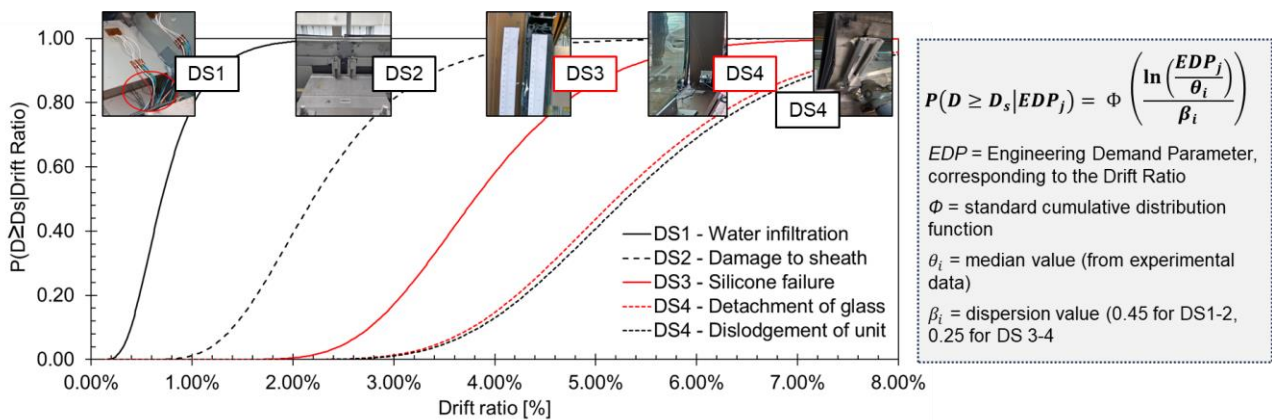 1.00
0.80
0.60
0.40
0.20
0.00
P(D≥Ds|Drift Ratio)
0.00% 1.00% 2.00% 3.00% 4.00% 5.00% 6.00% 7.00% 8.00%
Drift ratio [%]
DS1
DS2
DS3
DS4
DS4
DS1 - Water infiltration
DS2 - Damage to sheath
DS3 - Silicone failure
DS4 - Detachment of glass
DS4 - Dislodgement of unit
P(D ≥ D_s|EDP_j) = Φ (ln(EDP_j/θ_i)/β_i)
EDP = Engineering Demand Parameter,
corresponding to the Drift Ratio
Φ = standard cumulative distribution
function
θ_i = median value (from experimental
data)
β_i = dispersion value (0.45 for DS1-2,
0.25 for DS 3-4